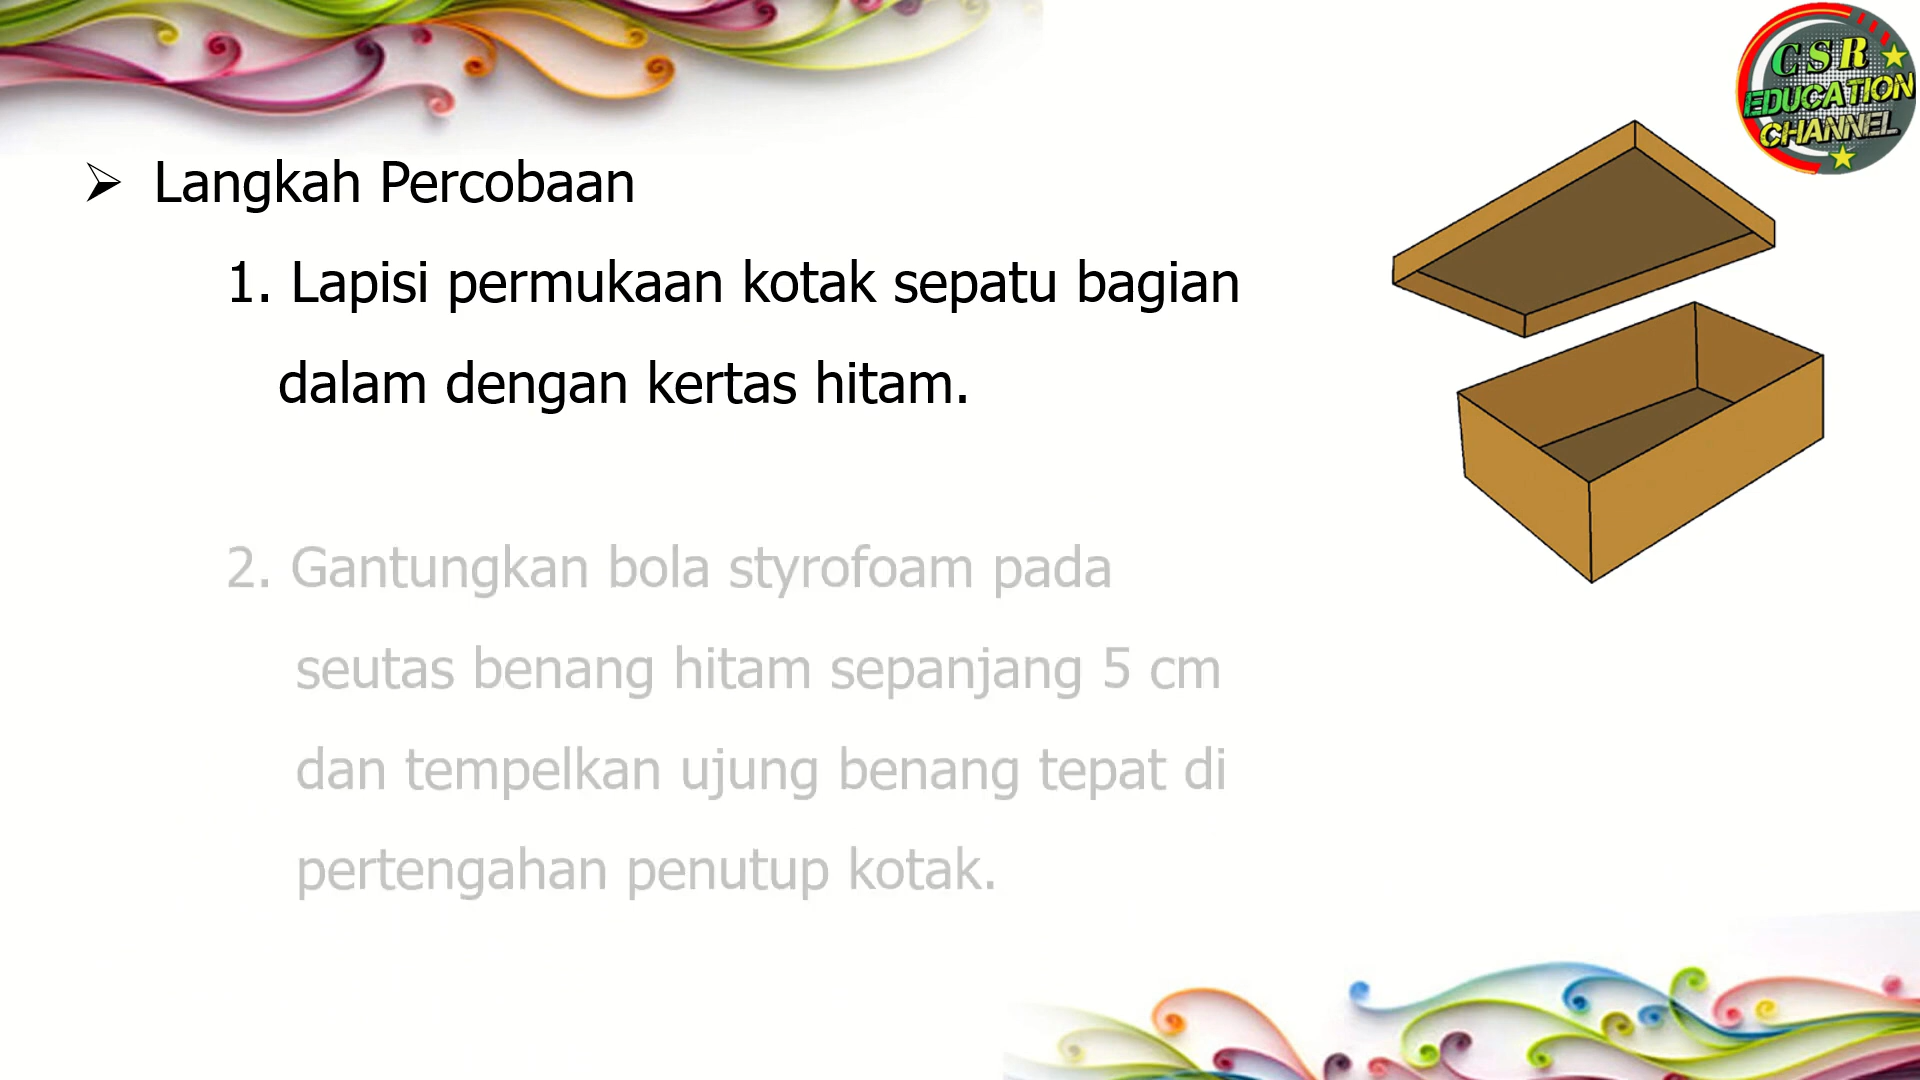 CSR
EDUCATION
CHANNEL
➢ Langkah Percobaan
1. Lapisi permukaan kotak sepatu bagian
dalam dengan kertas hitam.
2. Gantungkan bola styrofoam pada
seutas benang hitam sepanjang 5 cm
dan tempelkan ujung benang tepat di
pertengahan penutup kotak.